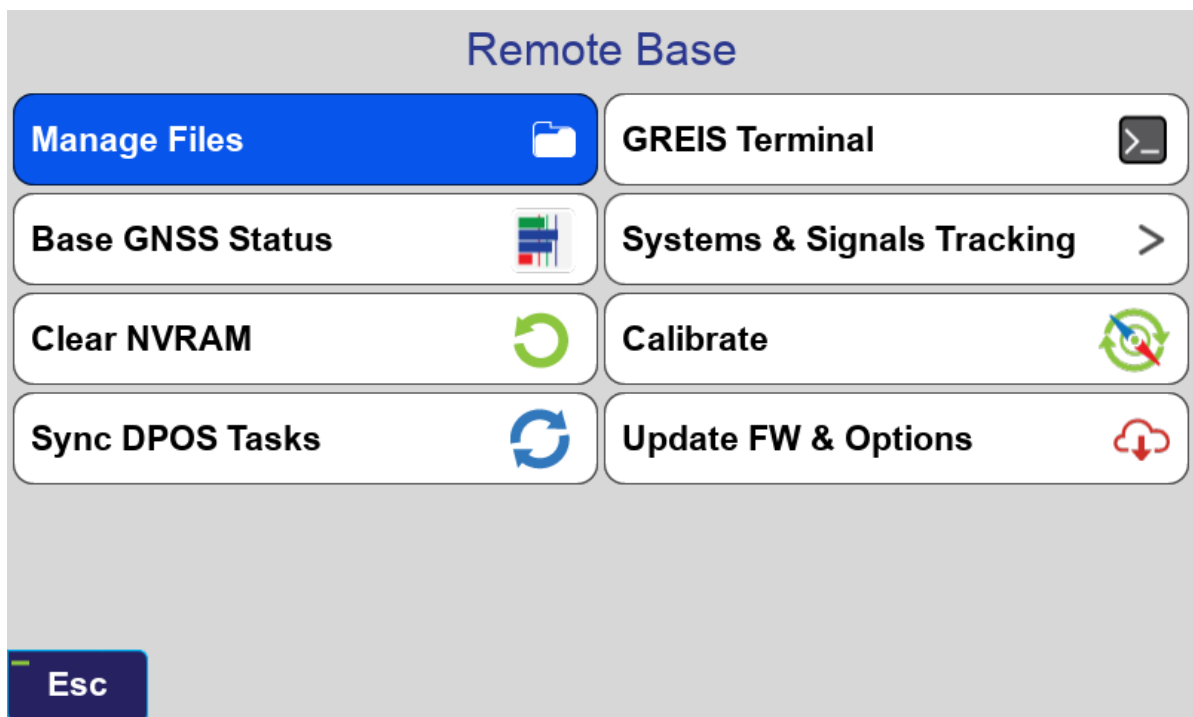 Remote Base
Manage Files
GREIS Terminal
Base GNSS Status
Systems & Signals Tracking
Clear NVRAM
Calibrate
Sync DPOS Tasks
Update FW & Options
Esc